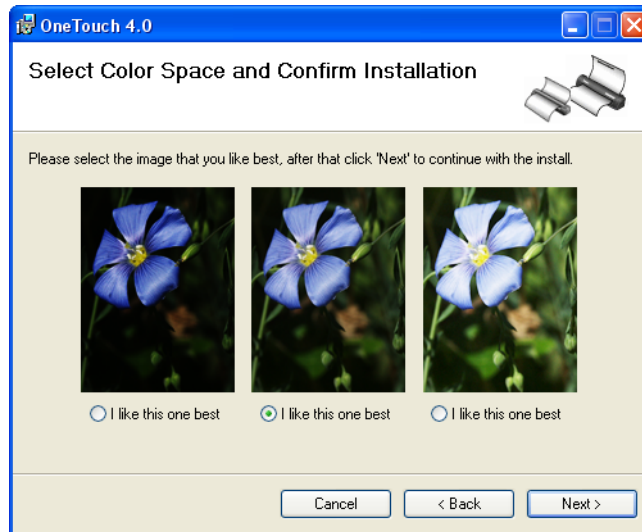 OneTouch 4.0
Select Color Space and Confirm Installation
Please select the image that you like best, after that click 'Next' to continue with the install.
I like this one best I like this one best I like this one best
Cancel < Back Next >